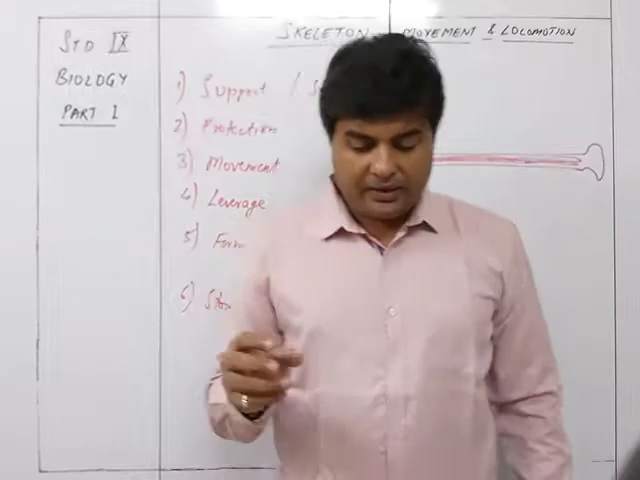 STD IX
BIOLOGY
PART 1
SKELETON MOVEMENT & LOCOMOTION
1) Support /
2) Protection
3) Movement
4) Leverage
5)
6)